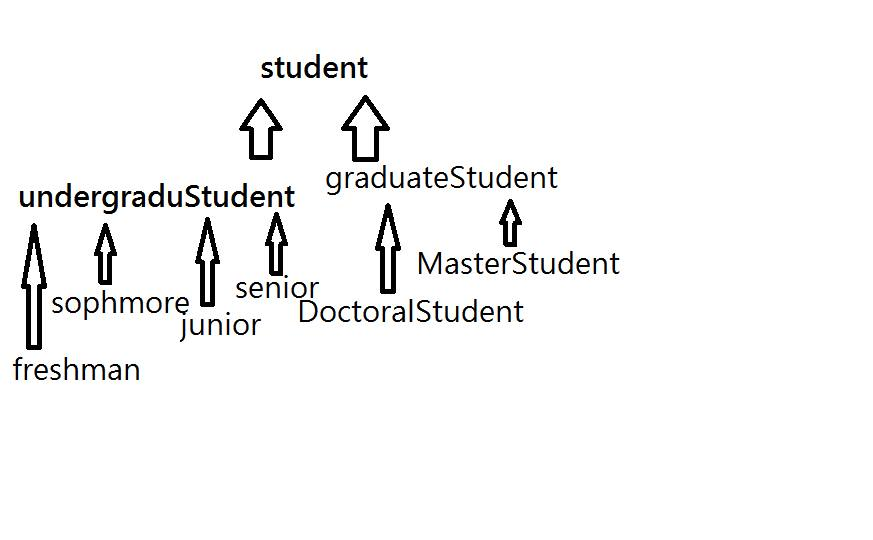 student
undergraduStudent
graduateStudent
MasterStudent
sophmore
senior
junior
DoctoralStudent
freshman